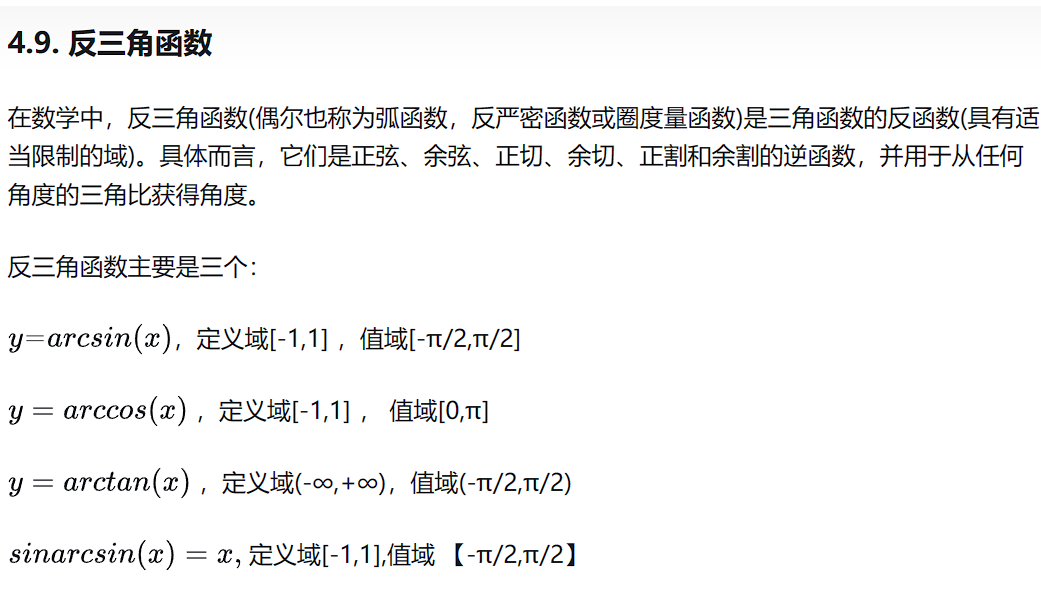 4.9. 反三角函数
在数学中，反三角函数(偶尔也称为弧函数，反严密函数或圈度量函数)是三角函数的反函数(具有适
当限制的域)。具体而言，它们是正弦、余弦、正切、余切、正割和余割的逆函数，并用于从任何
角度的三角比获得角度。
反三角函数主要是三个：
y=arcsin(x)，定义域[-1,1] ，值域[-π/2,π/2]
y = arccos(x) ，定义域[-1,1] ， 值域[0,π]
y = arctan(x) ，定义域(-∞,+∞)，值域(-π/2,π/2)
sinarcsin(x) = x, 定义域[-1,1],值域 【-π/2,π/2】